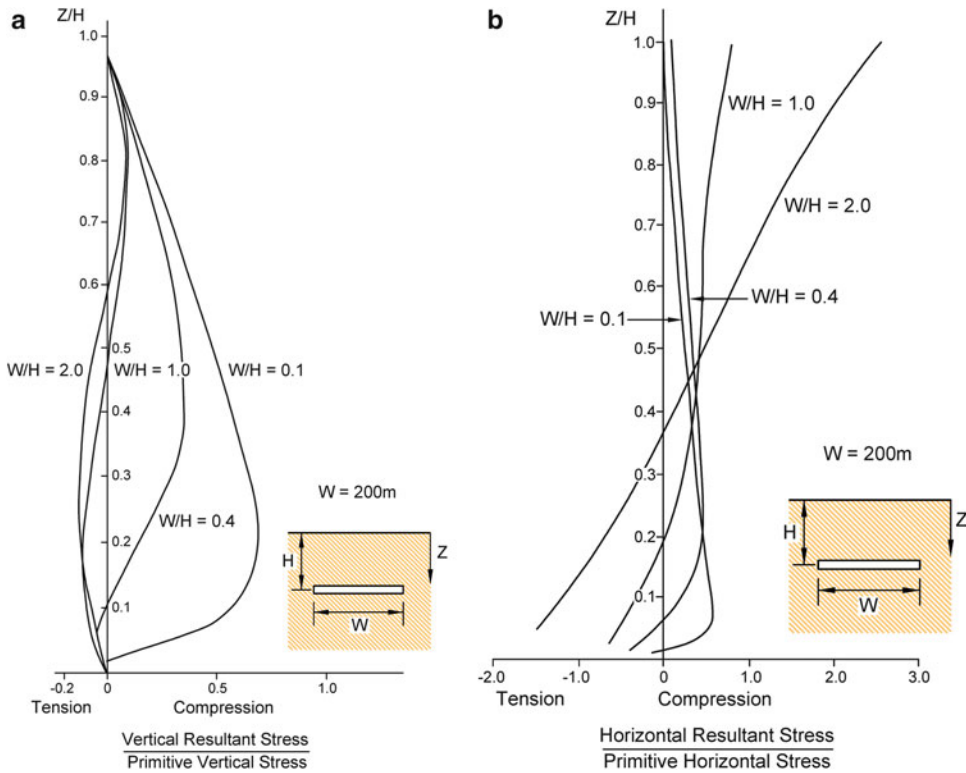 a
Z/H
1.0
0.9
0.8
0.7
0.6
0.5
0.4
0.3
0.2
0.1
W/H = 2.0
W/H = 1.0
W/H = 0.1
W/H = 0.4
W = 200m
H
Z
W
-0.2
0
0.5
1.0
Tension
Compression
Vertical Resultant Stress
Primitive Vertical Stress
b
Z/H
1.0
0.9
0.8
0.7
0.6
0.5
0.4
0.3
0.2
0.1
W/H = 1.0
W/H = 2.0
W/H = 0.4
W/H = 0.1
W = 200m
H
Z
W
-2.0
-1.0
0
1.0
2.0
3.0
Tension
Compression
Horizontal Resultant Stress
Primitive Horizontal Stress